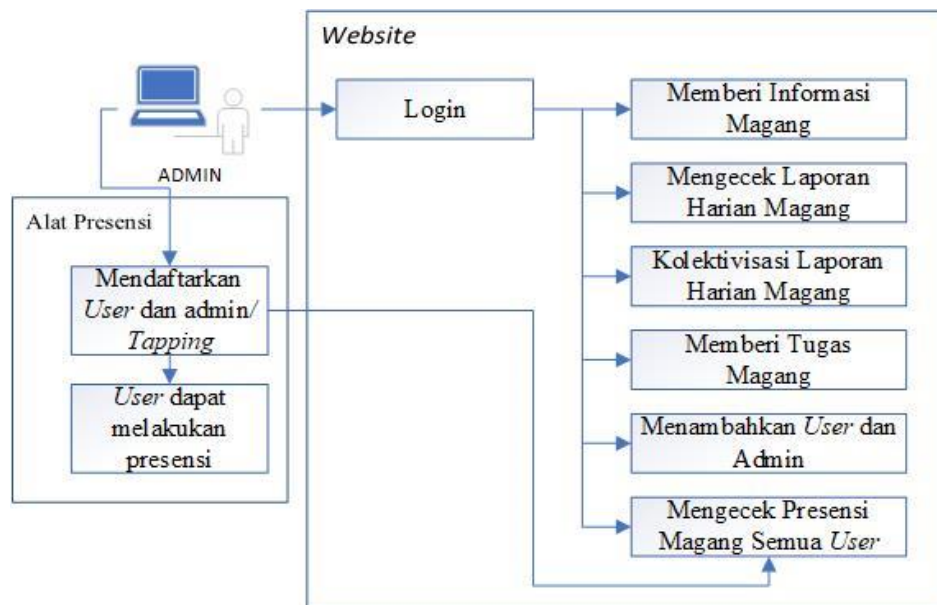 Website
Login
Memberi Informasi
Magang
Mengecek Laporan
Harian Magang
Kolektivisasi Laporan
Harian Magang
Memberi Tugas
Magang
Menambahkan User dan
Admin
Mengecek Presensi
Magang Semua User
ADMIN
Alat Presensi
Mendaftarkan
User dan admin/
Tapping
User dapat
melakukan
presensi